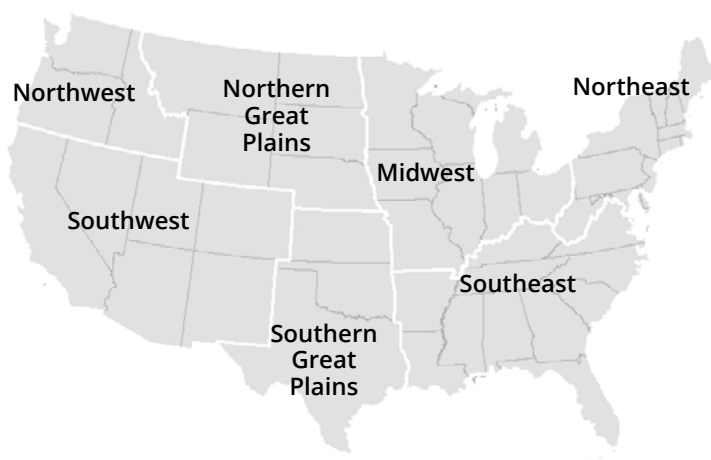 Northwest
Northern
Great
Plains
Northeast
Midwest
Southwest
Southeast
Southern
Great
Plains